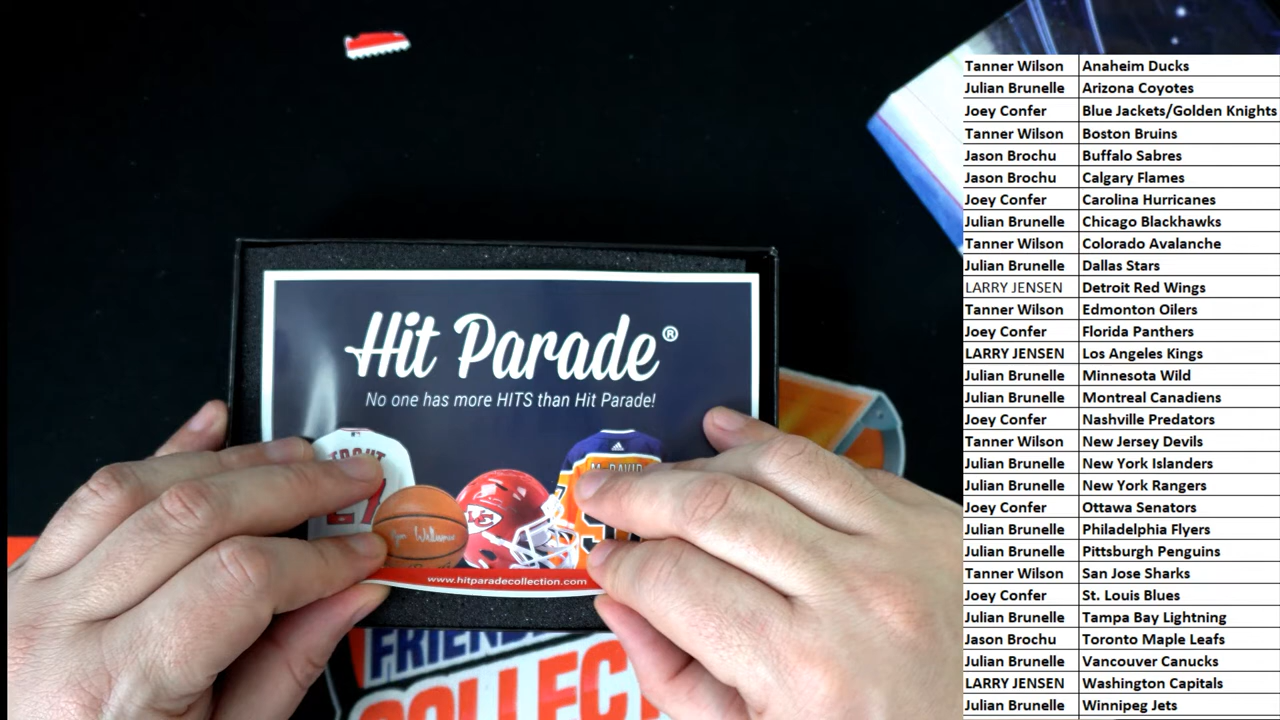 Hit Parade®
No one has more HITS than Hit Parade!
TROUT
27
McDAVID
KC
www.hitparadecollection.com
COLLECT
Tanner Wilson Anaheim Ducks
Julian Brunelle Arizona Coyotes
Joey Confer Blue Jackets/Golden Knights
Tanner Wilson Boston Bruins
Jason Brochu Buffalo Sabres
Jason Brochu Calgary Flames
Joey Confer Carolina Hurricanes
Julian Brunelle Chicago Blackhawks
Tanner Wilson Colorado Avalanche
Julian Brunelle Dallas Stars
LARRY JENSEN Detroit Red Wings
Tanner Wilson Edmonton Oilers
Joey Confer Florida Panthers
LARRY JENSEN Los Angeles Kings
Julian Brunelle Minnesota Wild
Julian Brunelle Montreal Canadiens
Joey Confer Nashville Predators
Tanner Wilson New Jersey Devils
Julian Brunelle New York Islanders
Julian Brunelle New York Rangers
Joey Confer Ottawa Senators
Julian Brunelle Philadelphia Flyers
Julian Brunelle Pittsburgh Penguins
Tanner Wilson San Jose Sharks
Joey Confer St. Louis Blues
Julian Brunelle Tampa Bay Lightning
Jason Brochu Toronto Maple Leafs
Julian Brunelle Vancouver Canucks
LARRY JENSEN Washington Capitals
Julian Brunelle Winnipeg Jets